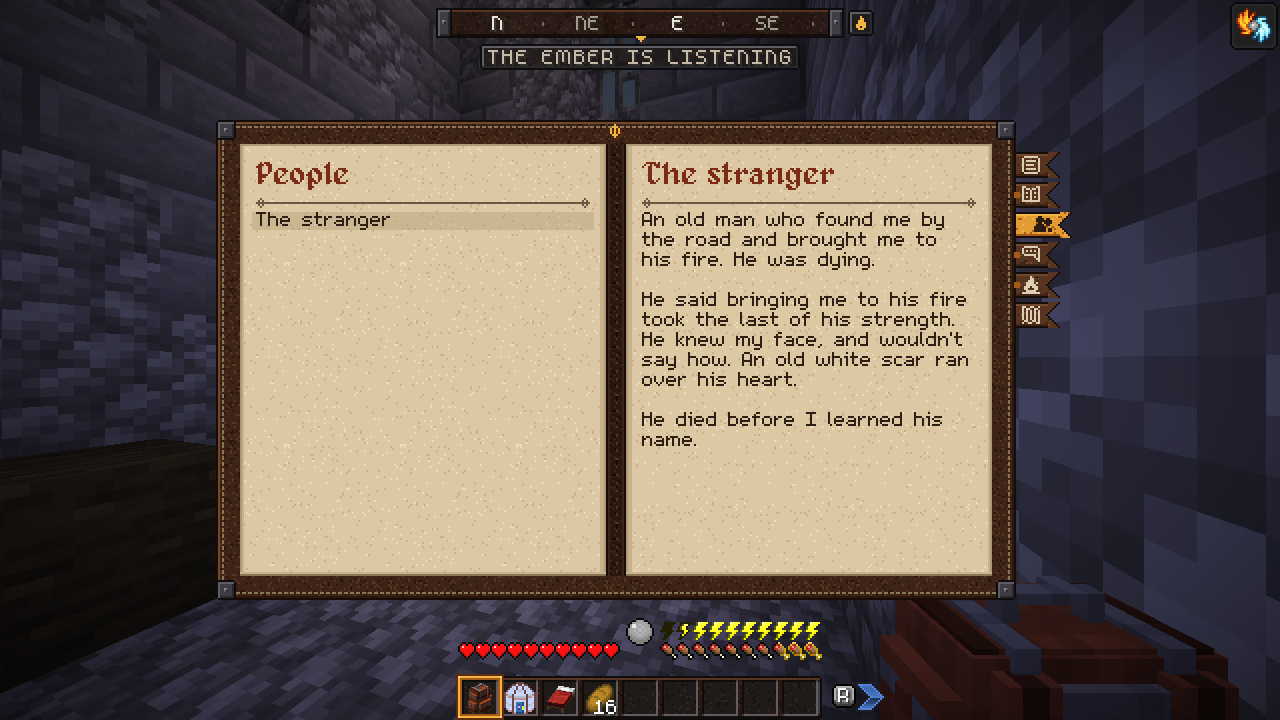 N · NE · E · SE ·
THE EMBER IS LISTENING
People
The stranger
The stranger
An old man who found me by
the road and brought me to
his fire. He was dying.
He said bringing me to his fire
took the last of his strength.
He knew my face, and wouldn't
say how. An old white scar ran
over his heart.
He died before I learned his
name.
16
R